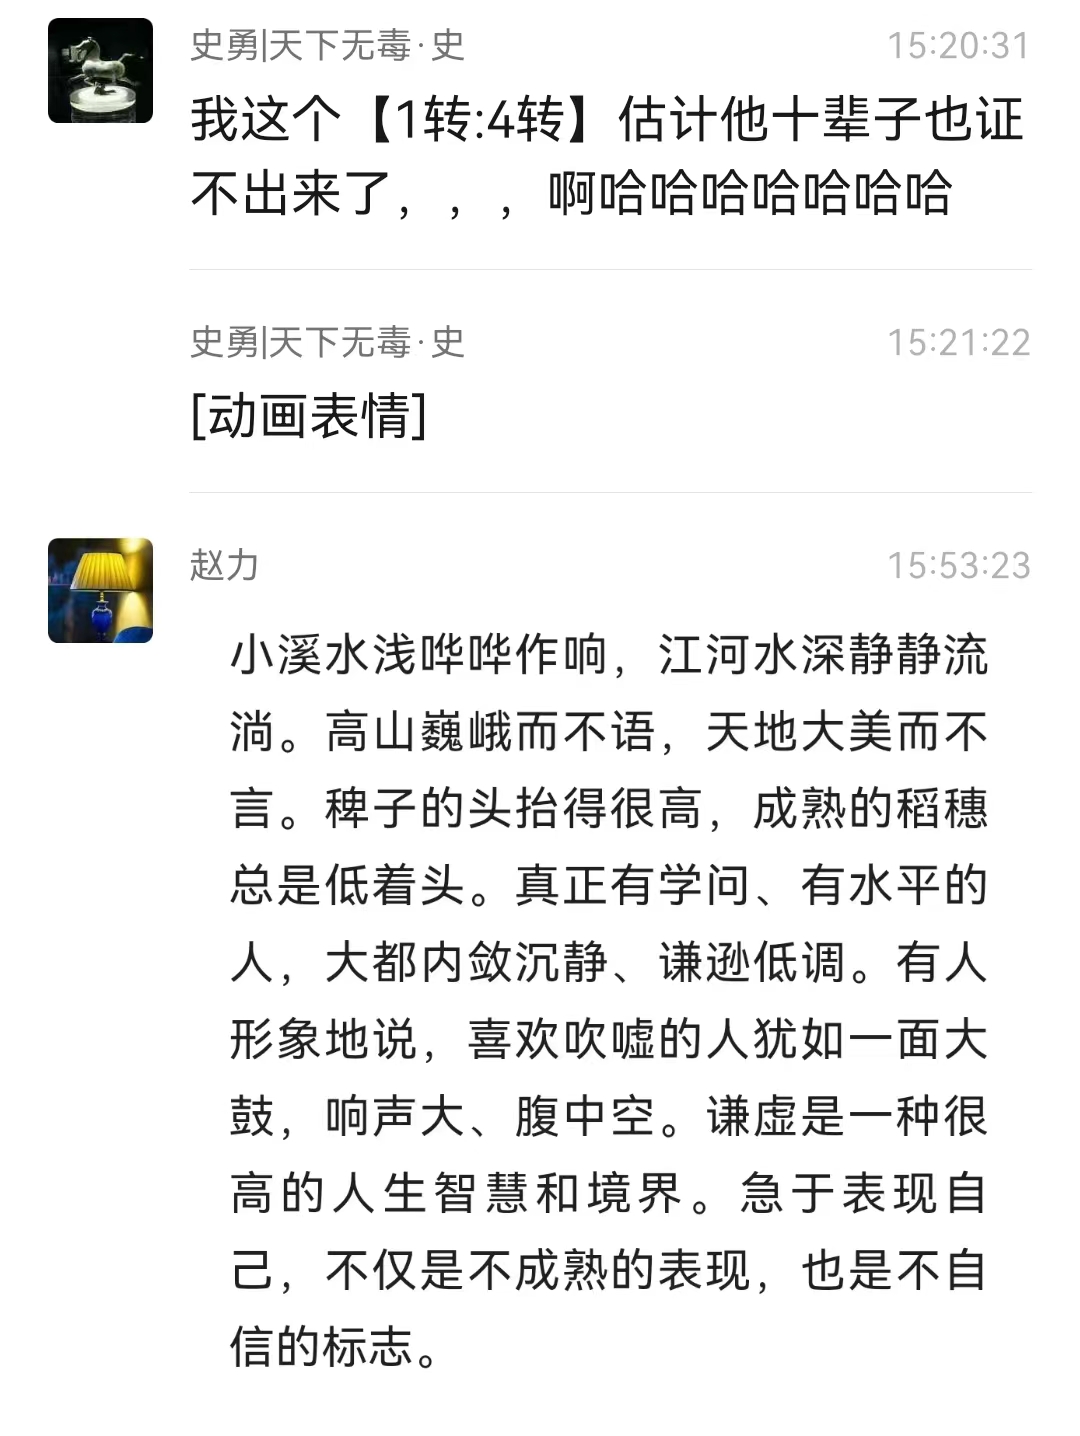 史勇|天下无毒·史
15:20:31
我这个【1转:4转】估计他十辈子也证
不出来了，，，啊哈哈哈哈哈哈哈
史勇|天下无毒·史
15:21:22
[动画表情]
赵力
15:53:23
小溪水浅哗哗作响，江河水深静静流
淌。高山巍峨而不语，天地大美而不
言。稗子的头抬得很高，成熟的稻穗
总是低着头。真正有学问、有水平的
人，大都内敛沉静、谦逊低调。有人
形象地说，喜欢吹嘘的人犹如一面大
鼓，响声大、腹中空。谦虚是一种很
高的人生智慧和境界。急于表现自
己，不仅是不成熟的表现，也是不自
信的标志。